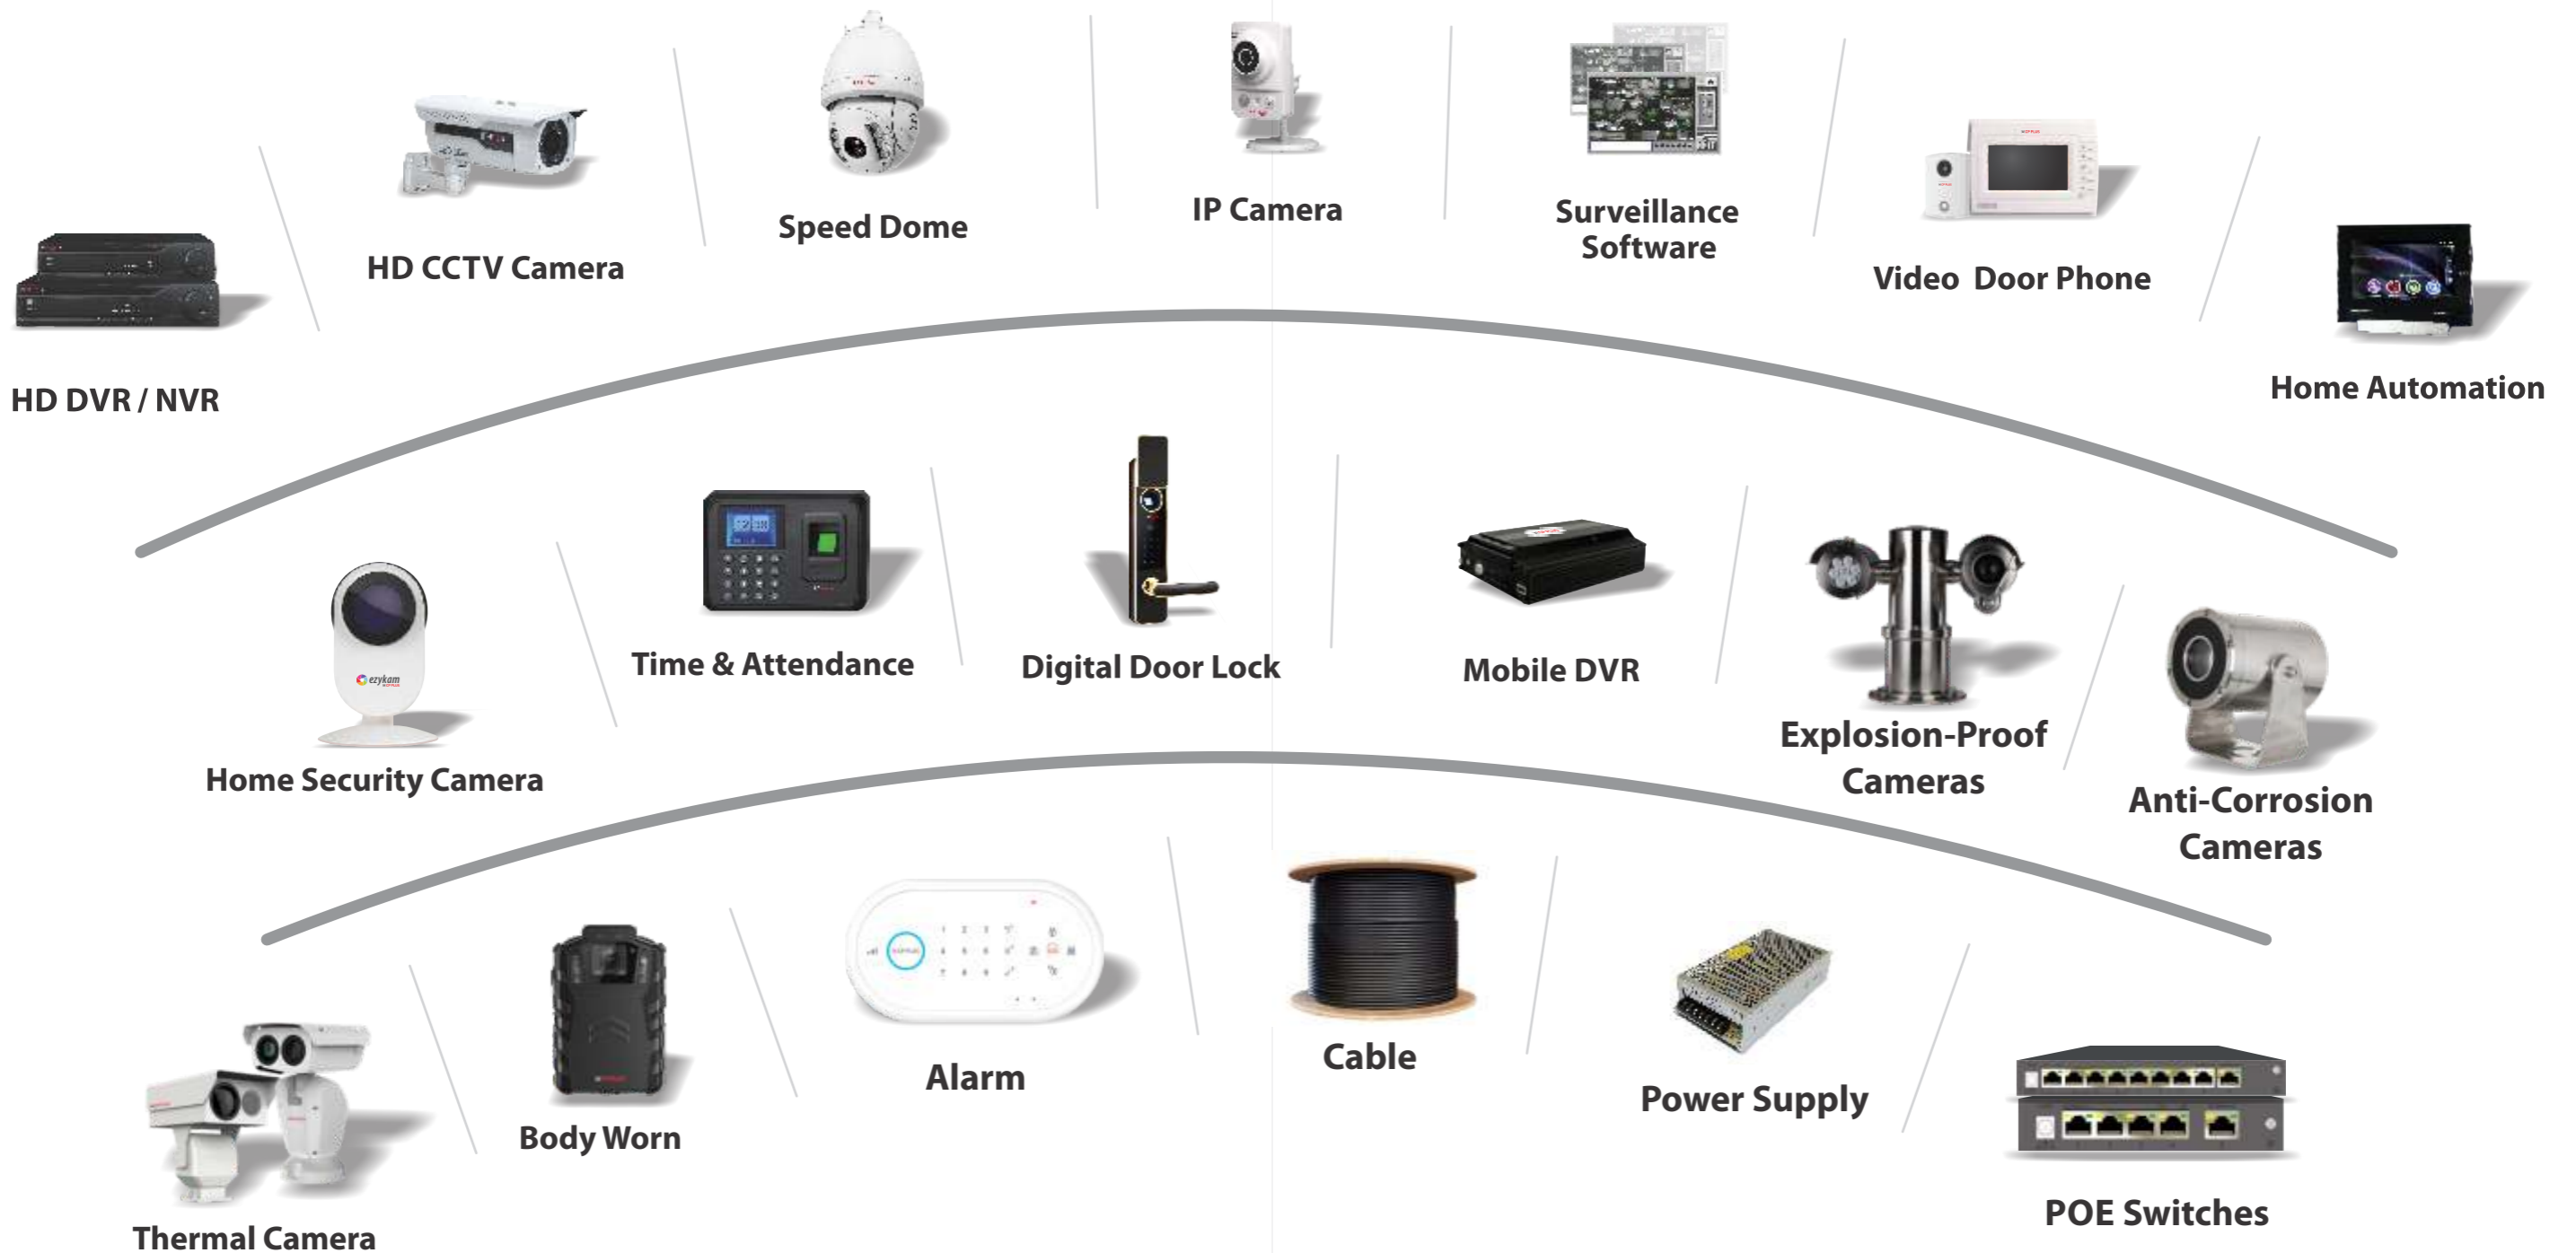 HD DVR / NVR
HD CCTV Camera
Speed Dome
IP Camera
Surveillance
Software
Video Door Phone
Home Automation
ezykam
Home Security Camera
Time & Attendance
Digital Door Lock
Mobile DVR
Explosion-Proof
Cameras
Anti-Corrosion
Cameras
Thermal Camera
Body Worn
Alarm
Cable
Power Supply
POE Switches